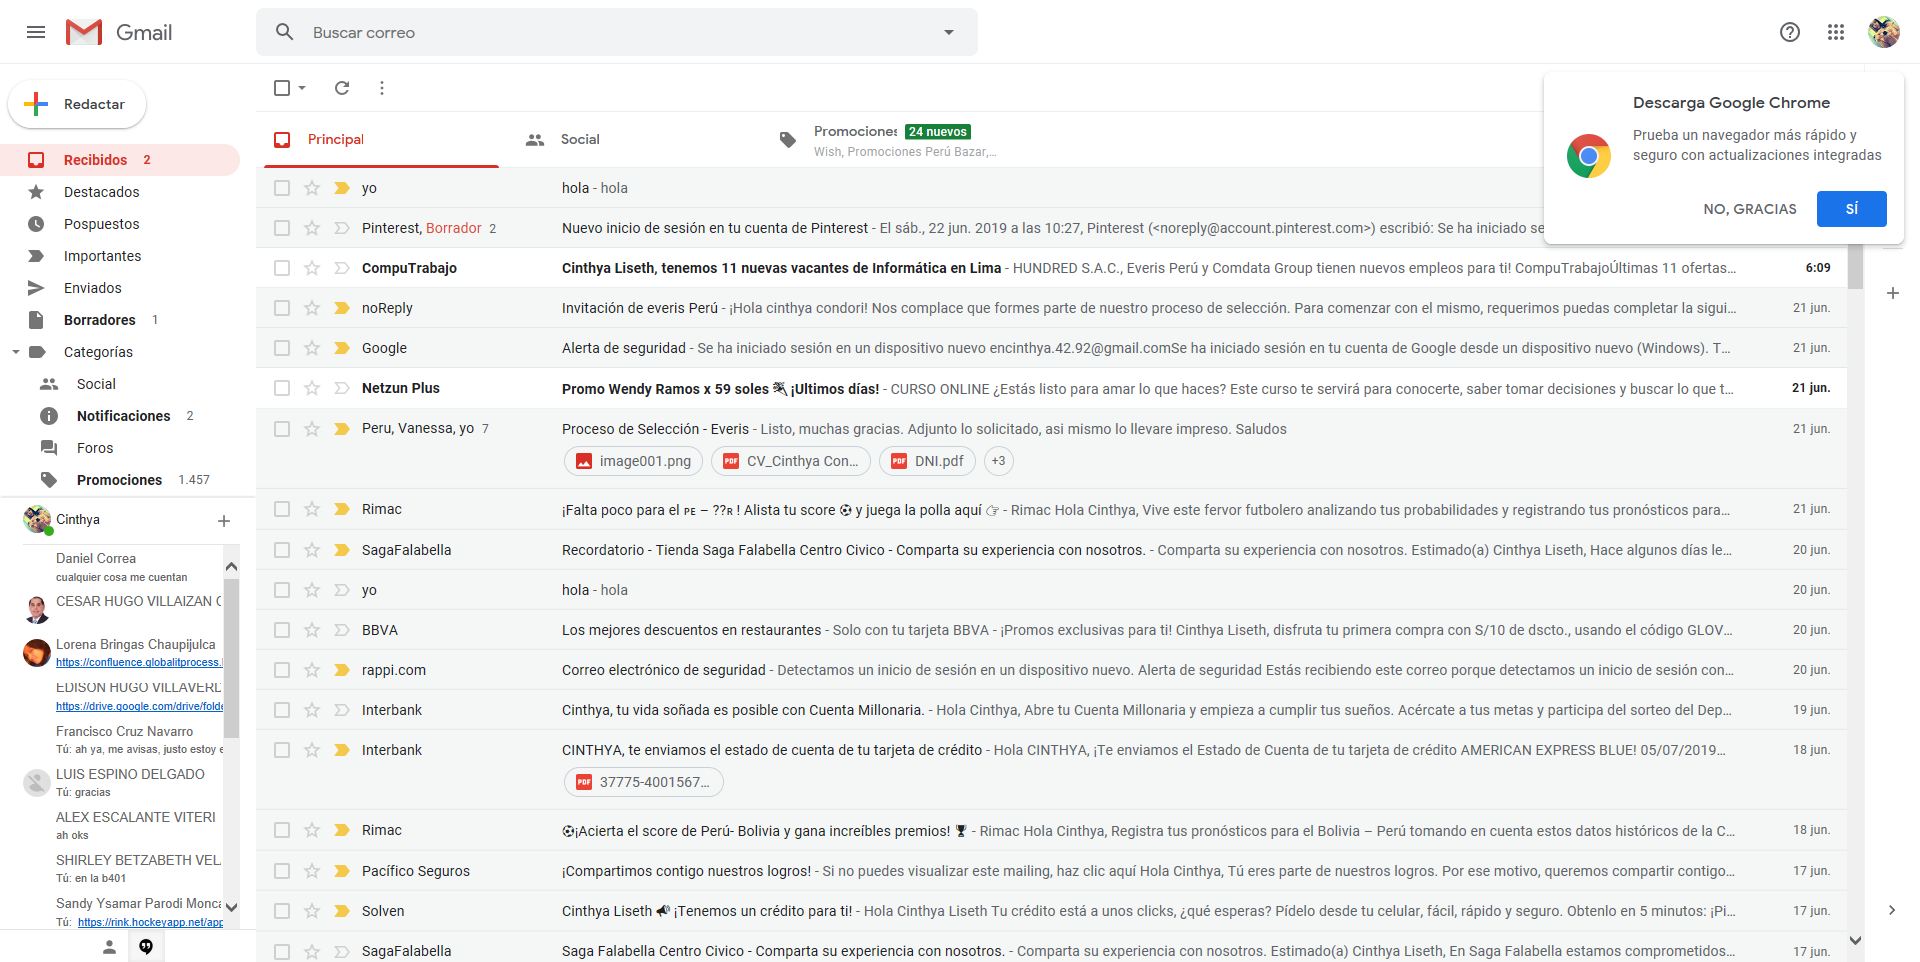 Gmail
Buscar correo
Redactar
Recibidos 2
Destacados
Pospuestos
Importantes
Enviados
Borradores 1
Categorías
Social
Notificaciones 2
Foros
Promociones 1.457
Cinthya
Daniel Correa
cualquier cosa me cuentan
CESAR HUGO VILLAIZAN
Lorena Bringas Chaupijulca
https://confluence.globalitprocess.
EDISON HUGO VILLAVER
https://drive.google.com/drive/folde
Francisco Cruz Navarro
Tú: ah ya, me avisas, justo estoy e
LUIS ESPINO DELGADO
Tú: gracias
ALEX ESCALANTE VITERI
ah oks
SHIRLEY BETZABETH VEL
Tú: en la b401
Sandy Ysamar Parodi Monca
Tú: https://rink.hockeyapp.net/app
Principal
Social
Promociones 24 nuevos
Wish, Promociones Perú Bazar,...
Descarga Google Chrome
Prueba un navegador más rápido y
seguro con actualizaciones integradas
NO, GRACIAS SÍ
yo hola - hola
Pinterest, Borrador 2 Nuevo inicio de sesión en tu cuenta de Pinterest - El sáb., 22 jun. 2019 a las 10:27, Pinterest (<noreply@account.pinterest.com>) escribió: Se ha iniciado se
CompuTrabajo Cinthya Liseth, tenemos 11 nuevas vacantes de Informática en Lima - HUNDRED S.A.C., Everis Perú y Comdata Group tienen nuevos empleos para ti! CompuTrabajoÚltimas 11 ofertas... 6:09
noReply Invitación de everis Perú - ¡Hola cinthya condori! Nos complace que formes parte de nuestro proceso de selección. Para comenzar con el mismo, requerimos puedas completar la sigui... 21 jun.
Google Alerta de seguridad - Se ha iniciado sesión en un dispositivo nuevo encinthya.42.92@gmail.comSe ha iniciado sesión en tu cuenta de Google desde un dispositivo nuevo (Windows). T... 21 jun.
Netzun Plus Promo Wendy Ramos x 59 soles ¡Ultimos días! - CURSO ONLINE ¿Estás listo para amar lo que haces? Este curso te servirá para conocerte, saber tomar decisiones y buscar lo que t... 21 jun.
Peru, Vanessa, yo 7 Proceso de Selección - Everis - Listo, muchas gracias. Adjunto lo solicitado, asi mismo lo llevare impreso. Saludos 21 jun.
image001.png PDF CV_Cinthya Con... PDF DNI.pdf +3
Rimac ¡Falta poco para el PE – ??R ! Alista tu score ⚽ y juega la polla aquí 👉 - Rimac Hola Cinthya, Vive este fervor futbolero analizando tus probabilidades y registrando tus pronósticos para... 21 jun.
SagaFalabella Recordatorio - Tienda Saga Falabella Centro Civico - Comparta su experiencia con nosotros. - Comparta su experiencia con nosotros. Estimado(a) Cinthya Liseth, Hace algunos días le... 20 jun.
yo hola - hola 20 jun.
BBVA Los mejores descuentos en restaurantes - Solo con tu tarjeta BBVA - ¡Promos exclusivas para ti! Cinthya Liseth, disfruta tu primera compra con S/10 de dscto., usando el código GLOV... 20 jun.
rappi.com Correo electrónico de seguridad - Detectamos un inicio de sesión en un dispositivo nuevo. Alerta de seguridad Estás recibiendo este correo porque detectamos un inicio de sesión con... 20 jun.
Interbank Cinthya, tu vida soñada es posible con Cuenta Millonaria. - Hola Cinthya, Abre tu Cuenta Millonaria y empieza a cumplir tus sueños. Acércate a tus metas y participa del sorteo del Dep... 19 jun.
Interbank CINTHYA, te enviamos el estado de cuenta de tu tarjeta de crédito - Hola CINTHYA, ¡Te enviamos el Estado de Cuenta de tu tarjeta de crédito AMERICAN EXPRESS BLUE! 05/07/2019... 18 jun.
PDF 37775-4001567...
Rimac ⚽¡Acierta el score de Perú- Bolivia y gana increíbles premios! 🏆 - Rimac Hola Cinthya, Registra tus pronósticos para el Bolivia – Perú tomando en cuenta estos datos históricos de la C... 18 jun.
Pacífico Seguros ¡Compartimos contigo nuestros logros! - Si no puedes visualizar este mailing, haz clic aquí Hola Cinthya, Tú eres parte de nuestros logros. Por ese motivo, queremos compartir contigo... 17 jun.
Solven Cinthya Liseth 📢 ¡Tenemos un crédito para ti! - Hola Cinthya Liseth Tu crédito está a unos clicks, ¿qué esperas? Pídelo desde tu celular, fácil, rápido y seguro. Obtenlo en 5 minutos: ¡Pi... 17 jun.
SagaFalabella Saga Falabella Centro Civico - Comparta su experiencia con nosotros. - Comparta su experiencia con nosotros. Estimado(a) Cinthya Liseth, En Saga Falabella estamos comprometidos... 17 jun.